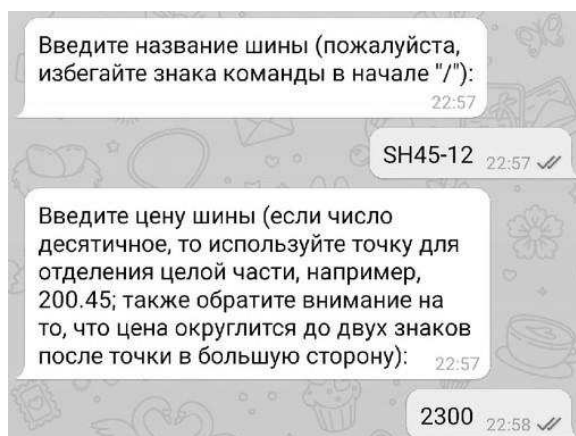 Введите название шины (пожалуйста,
избегайте знака команды в начале "/"):
22:57
SH45-12 22:57
Введите цену шины (если число
десятичное, то используйте точку для
отделения целой части, например,
200.45; также обратите внимание на
то, что цена округлится до двух знаков
после точки в большую сторону): 22:57
2300 22:58